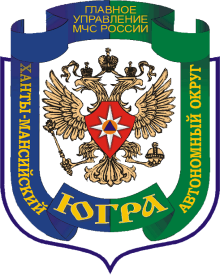 ГЛАВНОЕ
УПРАВЛЕНИЕ
МЧС РОССИИ
ХАНТЫ-МАНСИЙСКИЙ
АВТОНОМНЫЙ ОКРУГ
ЮГРА